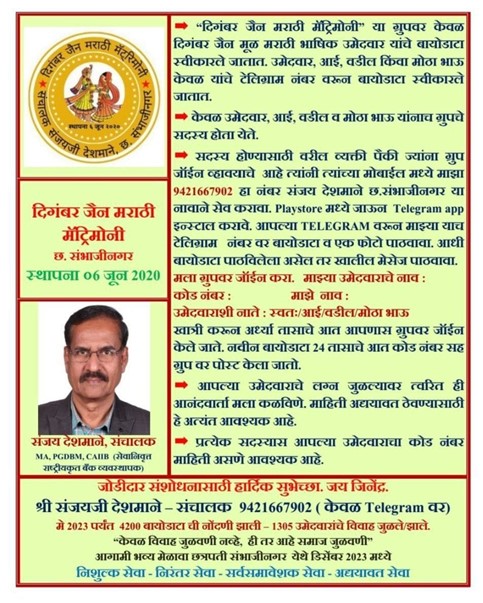 दिगंबर जैन मराठी मॅट्रिमोनी
स्थापना ६ जून २०२०
संचालक संजयजी देशमाने, छ. संभाजीनगर
दिगंबर जैन मराठी
मॅट्रिमोनी
छ. संभाजीनगर
स्थापना ०6 जून 2020
संजय देशमाने, संचालक
MA, PGDBM, CAIIB (सेवानिवृत्त
राष्ट्रीयकृत बँक व्यवस्थापक)
➡ “दिगंबर जैन मराठी मॅट्रिमोनी” या ग्रुपवर केवळ
दिगंबर जैन मूळ मराठी भाषिक उमेदवार यांचे बायोडाटा
स्वीकारले जातात. उमेदवार, आई, वडील किंवा मोठा भाऊ
केवळ यांचे टेलिग्राम नंबर वरून बायोडाटा स्वीकारले
जातात.
➡ केवळ उमेदवार, आई, वडील व मोठा भाऊ यांनाच ग्रुपचे
सदस्य होता येते.
➡ सदस्य होण्यासाठी वरील व्यक्ती पैंकी ज्यांना ग्रुप
जॉईन व्हावयाचे आहे त्यांनी त्यांच्या मोबाईल मध्ये माझा
9421667902 हा नंबर संजय देशमाने छ.संभाजीनगर या
नावाने सेव करावा. Playstore मध्ये जाऊन Telegram app
इन्स्टाल करावे. आपल्या TELEGRAM वरून माझ्या याच
टेलिग्राम नंबर वर बायोडाटा व एक फोटो पाठवावा. आधी
बायोडाटा पाठविलेला असेल तर खालील मेसेज पाठवावा.
मला ग्रुपवर जॉईन करा. माझ्या उमेदवाराचे नाव :
कोड नंबर : माझे नाव :
उमेदवाराशी नाते : स्वतः/आई/वडील/मोठा भाऊ
खात्री करून अर्ध्या तासाचे आत आपणास ग्रुपवर जॉईन
केले जाते. नवीन बायोडाटा 24 तासाचे आत कोड नंबर सह
ग्रुप वर पोस्ट केला जातो.
➡ आपल्या उमेदवाराचे लग्न जुळल्यावर त्वरित ही
आनंदवार्ता मला कळविणे. माहिती अद्ययावत ठेवण्यासाठी
हे अत्यंत आवश्यक आहे.
➡ प्रत्येक सदस्यास आपल्या उमेदवाराचा कोड नंबर
माहिती असणे आवश्यक आहे.
जोडीदार संशोधनासाठी हार्दिक सुभेच्छा. जय जिनेंद्र.
श्री संजयजी देशमाने – संचालक 9421667902 ( केवळ Telegram वर)
मे 2023 पर्यंत 4200 बायोडाटा ची नोंदणी झाली – 1305 उमेदवारांचे विवाह जुळले/झाले.
“केवळ विवाह जुळवणी नव्हे, ही तर आहे समाज जुळवणी”
आगामी भव्य मेळावा छत्रपती संभाजीनगर येथे डिसेंबर 2023 मध्ये
निशुल्क सेवा - निरंतर सेवा - सर्वसमावेशक सेवा - अद्ययावत सेवा